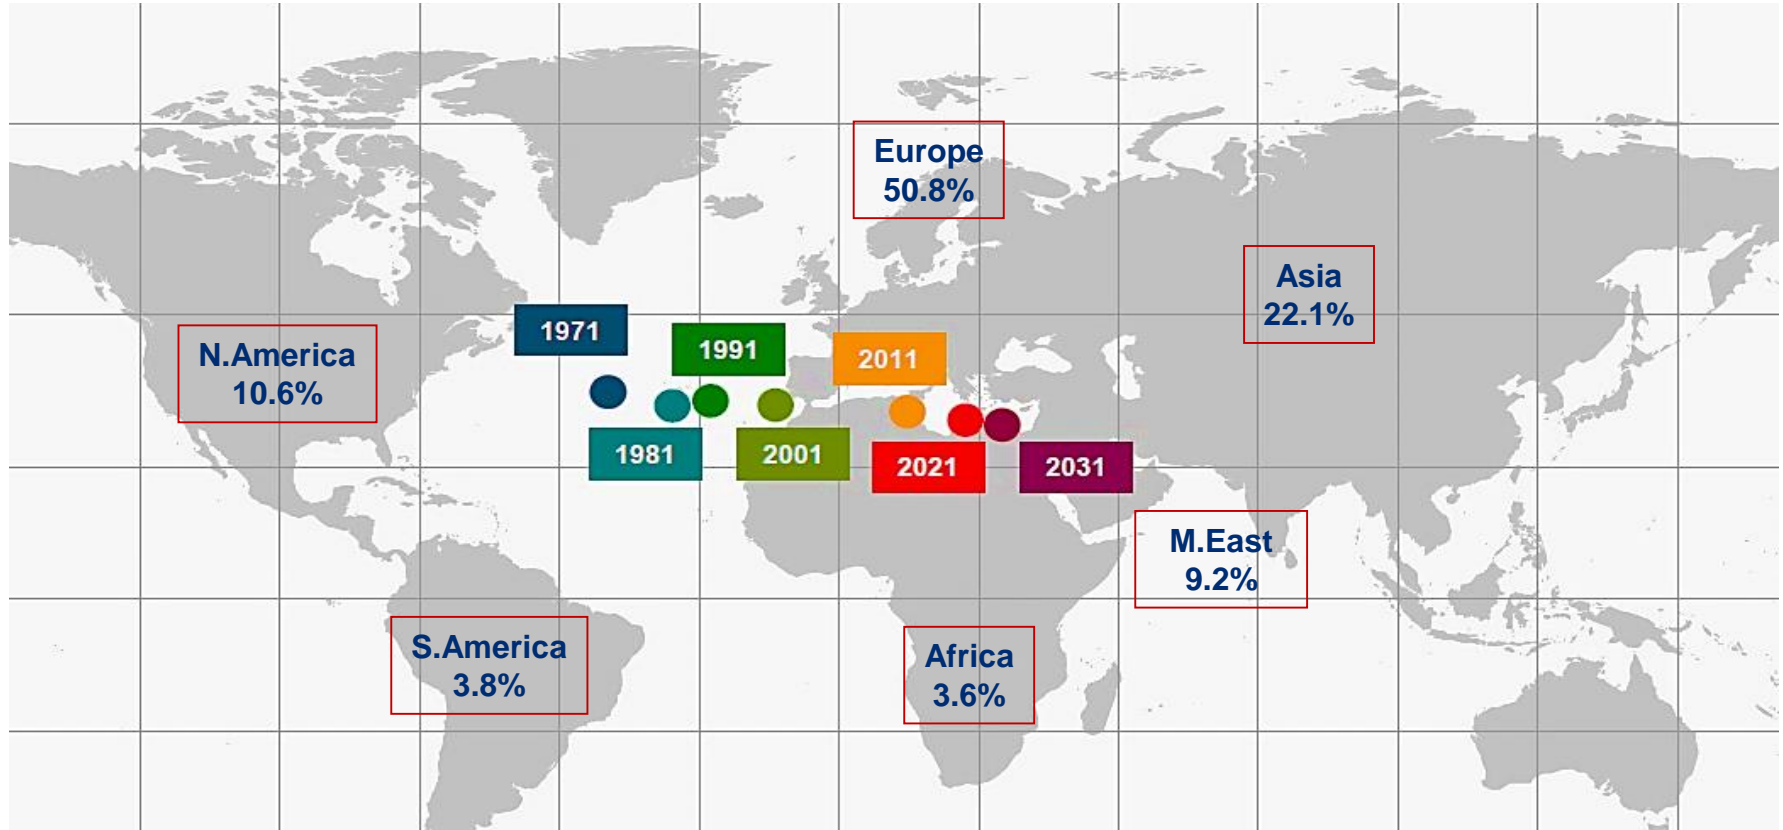 Europe
50.8%
Asia
22.1%
1971
N.America
10.6%
1991
2011
1981
2001
2021
2031
M.East
9.2%
S.America
3.8%
Africa
3.6%